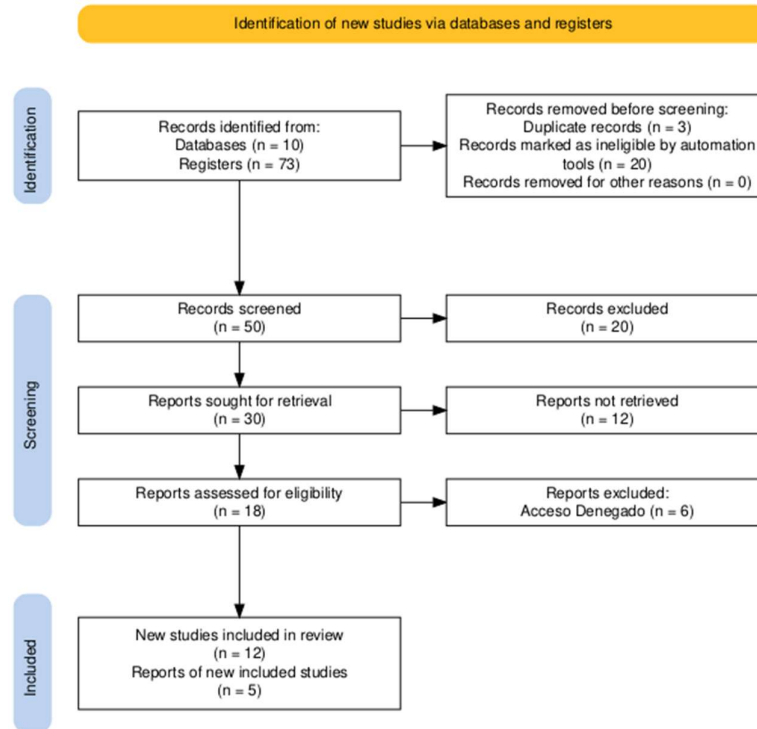 Identification of new studies via databases and registers
Identification
Records identified from:
Databases (n = 10)
Registers (n = 73)
Records removed before screening:
Duplicate records (n = 3)
Records marked as ineligible by automation
tools (n = 20)
Records removed for other reasons (n = 0)
Screening
Records screened
(n = 50)
Records excluded
(n = 20)
Reports sought for retrieval
(n = 30)
Reports not retrieved
(n = 12)
Reports assessed for eligibility
(n = 18)
Reports excluded:
Acceso Denegado (n = 6)
Included
New studies included in review
(n = 12)
Reports of new included studies
(n = 5)